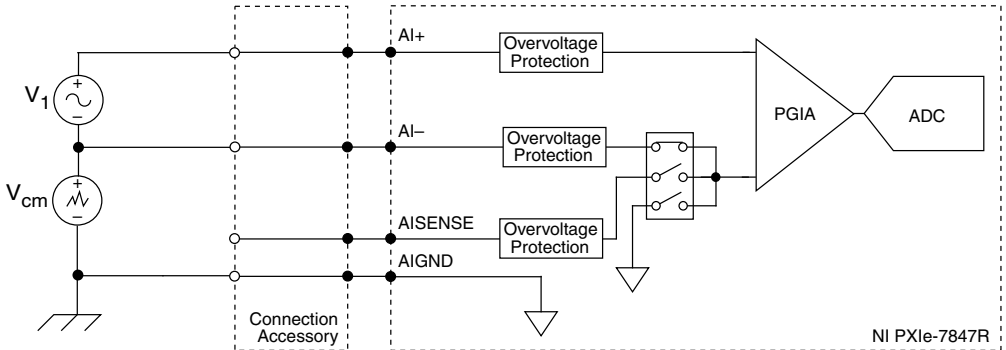 AI+
Overvoltage
Protection
V1
+
−
PGIA
ADC
AI−
Overvoltage
Protection
Vcm
+
−
AISENSE
Overvoltage
Protection
AIGND
Connection
Accessory
NI PXIe-7847R